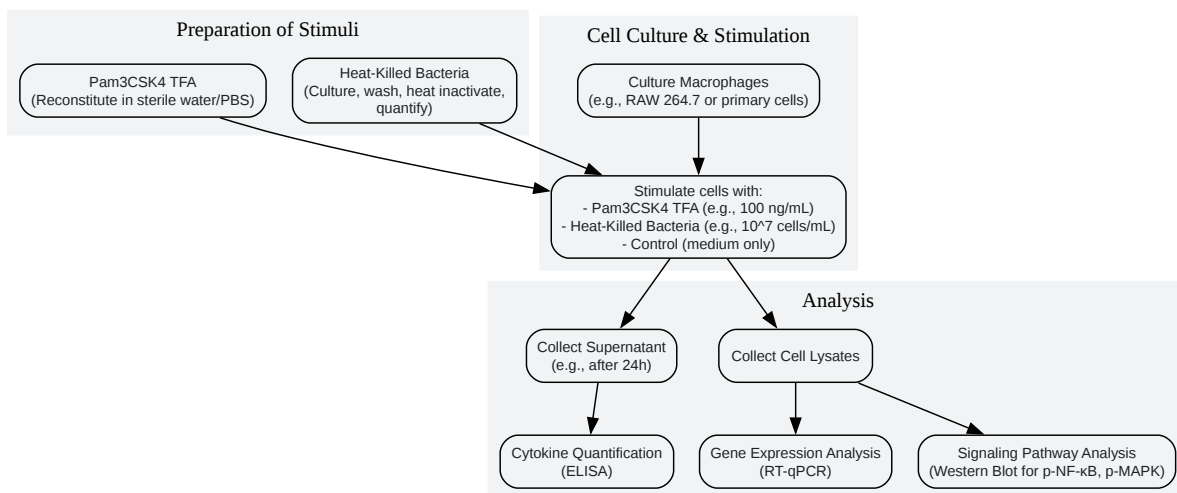 Preparation of Stimuli
Pam3CSK4 TFA
(Reconstitute in sterile water/PBS)
Heat-Killed Bacteria
(Culture, wash, heat inactivate,
quantify)
Cell Culture & Stimulation
Culture Macrophages
(e.g., RAW 264.7 or primary cells)
Stimulate cells with:
- Pam3CSK4 TFA (e.g., 100 ng/mL)
- Heat-Killed Bacteria (e.g., 10^7 cells/mL)
- Control (medium only)
Analysis
Collect Supernatant
(e.g., after 24h)
Collect Cell Lysates
Cytokine Quantification
(ELISA)
Gene Expression Analysis
(RT-qPCR)
Signaling Pathway Analysis
(Western Blot for p-NF-κB, p-MAPK)